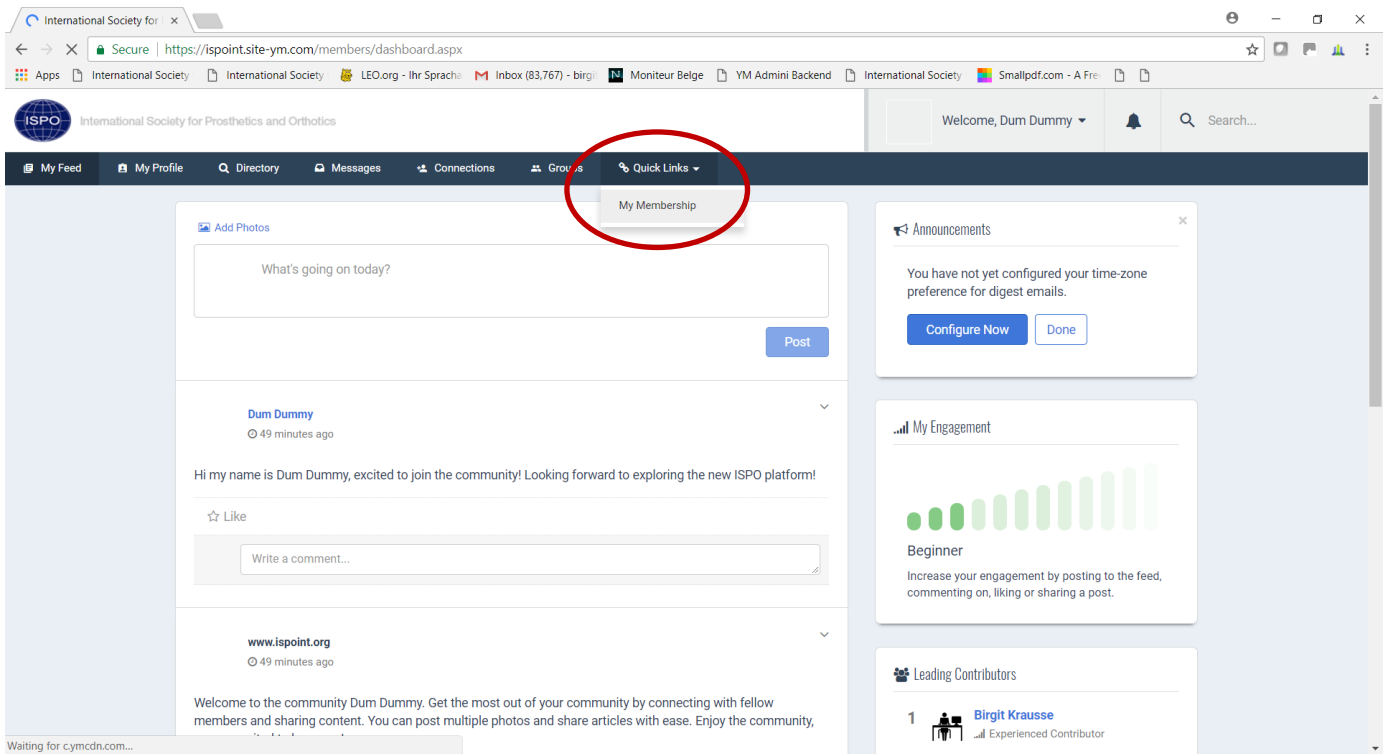 International Society for I
Secure | https://ispoint.site-ym.com/members/dashboard.aspx
Apps International Society International Society LEO.org - Ihr Sprach Inbox (83,767) - birgi Moniteur Belge YM Admini Backend International Society Smallpdf.com - A Fre
ISPO International Society for Prosthetics and Orthotics
Welcome, Dum Dummy Search...
My Feed My Profile Directory Messages Connections Groups Quick Links
My Membership
Add Photos
What's going on today?
Post
Dum Dummy
49 minutes ago
Hi my name is Dum Dummy, excited to join the community! Looking forward to exploring the new ISPO platform!
Like
Write a comment...
www.ispoint.org
49 minutes ago
Welcome to the community Dum Dummy. Get the most out of your community by connecting with fellow
members and sharing content. You can post multiple photos and share articles with ease. Enjoy the community,
Announcements
You have not yet configured your time-zone
preference for digest emails.
Configure Now Done
My Engagement
Beginner
Increase your engagement by posting to the feed,
commenting on, liking or sharing a post.
Leading Contributors
1 Birgit Krausse
Experienced Contributor
Waiting for c.ymcdn.com...